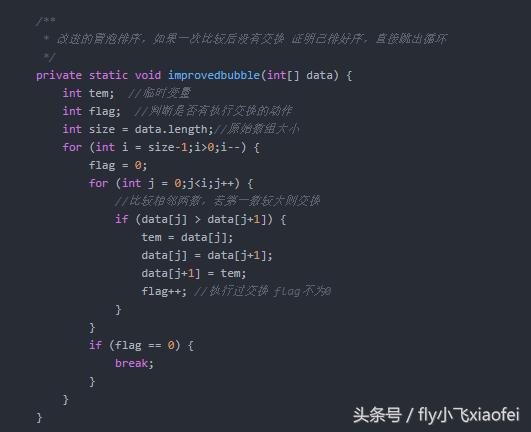 /**
 * 改进的冒泡排序，如果一次比较后没有交换 证明已排好序，直接跳出循环
 */
private static void improvedbubble(int[] data) {
    int tem;  //临时变量
    int flag;  //判断是否有执行交换的动作
    int size = data.length;//原始数组大小
    for (int i = size-1;i>0;i--) {
        flag = 0;
        for (int j = 0;j<i;j++) {
            //比较相邻两数，若第一数较大则交换
            if (data[j] > data[j+1]) {
                tem = data[j];
                data[j] = data[j+1];
                data[j+1] = tem;
                flag++; //执行过交换 flag不为0
            }
        }
        if (flag == 0) {
            break;
        }
    }
}
头条号 / fly小飞xiaofei